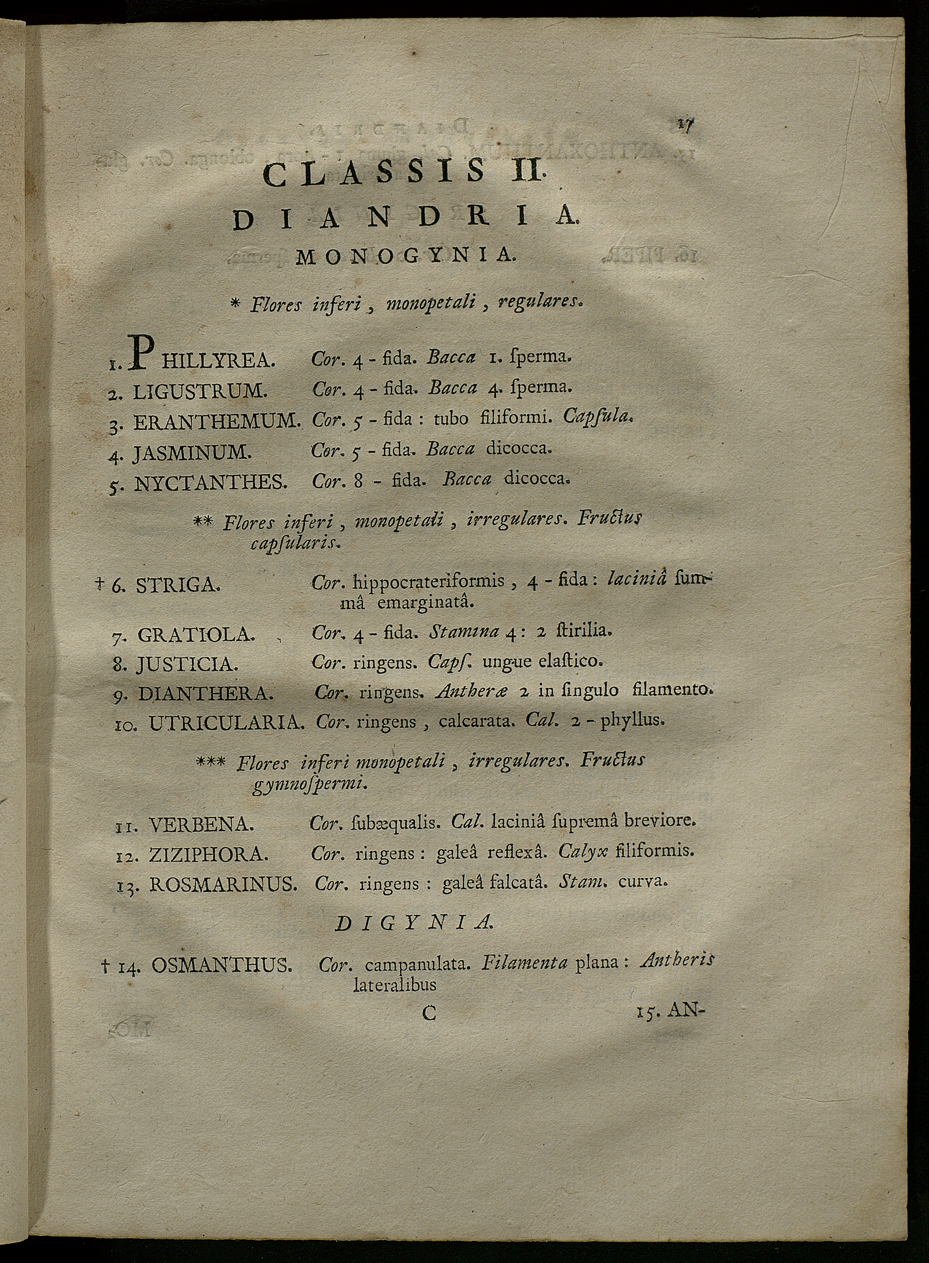 17
CLASSIS II.
DIANDRIA.
MONOGYNIA.
* Flores inferi , monopetali , regulares.
1. PHILLYREA. Cor. 4 - fida. Bacca 1. ſperma.
2. LIGUSTRUM. Cor. 4 - fida. Bacca 4. ſperma.
3. ERANTHEMUM. Cor. 5 - fida : tubo filiformi. Capſula.
4. JASMINUM. Cor. 5 - fida. Bacca dicocca.
5. NYCTANTHES. Cor. 8 - fida. Bacca dicocca.
** Flores inferi , monopetali , irregulares. Fructus
capſularis.
† 6. STRIGA. Cor. hippocrateriformis , 4 - fida : laciniâ ſum-
mâ emarginatâ.
7. GRATIOLA. Cor. 4 - fida. Stamina 4 : 2 ſtirilia.
8. JUSTICIA. Cor. ringens. Capſ. ungue elaſtico.
9. DIANTHERA. Cor. ringens. Antheræ 2 in ſingulo filamento.
10. UTRICULARIA. Cor. ringens , calcarata. Cal. 2 - phyllus.
*** Flores inferi monopetali , irregulares. Fructus
gymnoſpermi.
11. VERBENA. Cor. ſubæqualis. Cal. laciniâ ſupremâ breviore.
12. ZIZIPHORA. Cor. ringens : galeâ reflexâ. Calyx filiformis.
13. ROSMARINUS. Cor. ringens : galeâ falcatâ. Stam. curva.
DIGYNIA.
† 14. OSMANTHUS. Cor. campanulata. Filamenta plana : Antheris
lateralibus
C 15. AN-